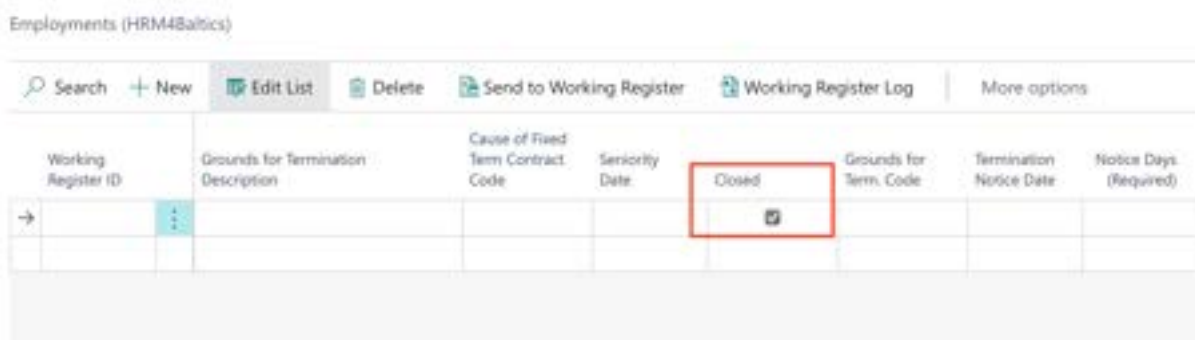 Employments (HRM4Baltics)
Search New Edit List Delete Send to Working Register Working Register Log More options
Working Register ID
Grounds for Termination Description
Cause of Fixed Term Contract Code
Seniority Date
Closed
Grounds for Term. Code
Termination Notice Date
Notice Days (Required)